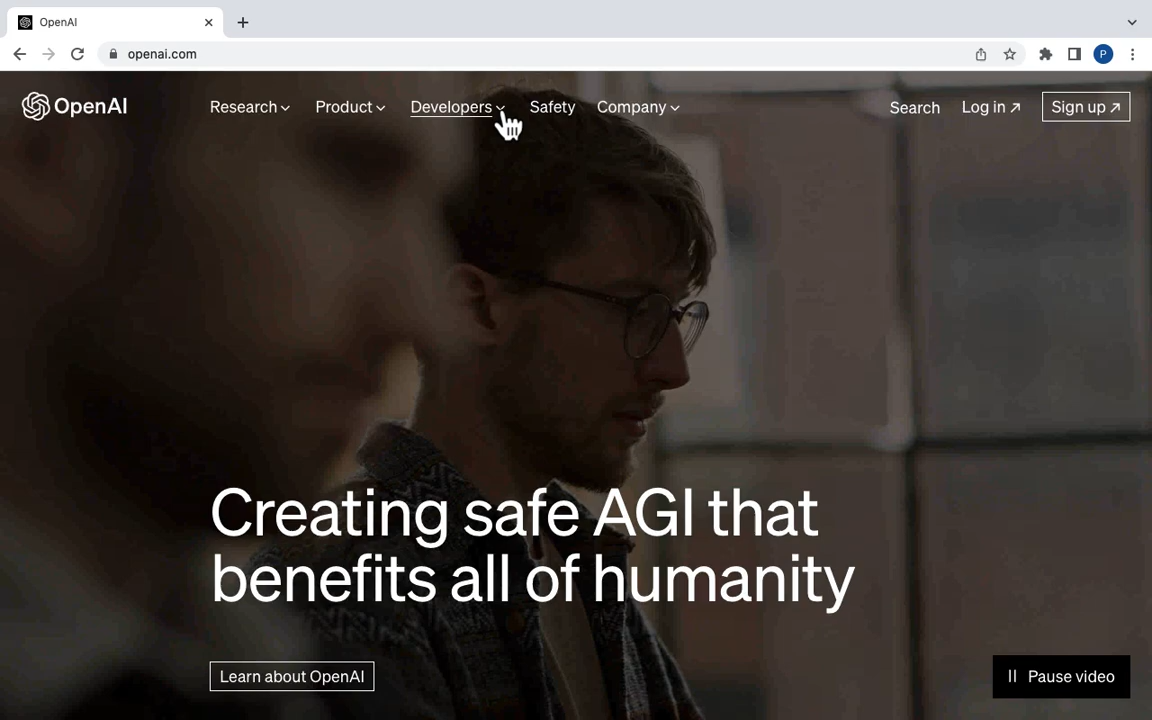 OpenAI
openai.com
P
OpenAI
Research
Product
Developers
Safety
Company
Search
Log in ↗
Sign up ↗
Creating safe AGI that
benefits all of humanity
Learn about OpenAI
Pause video